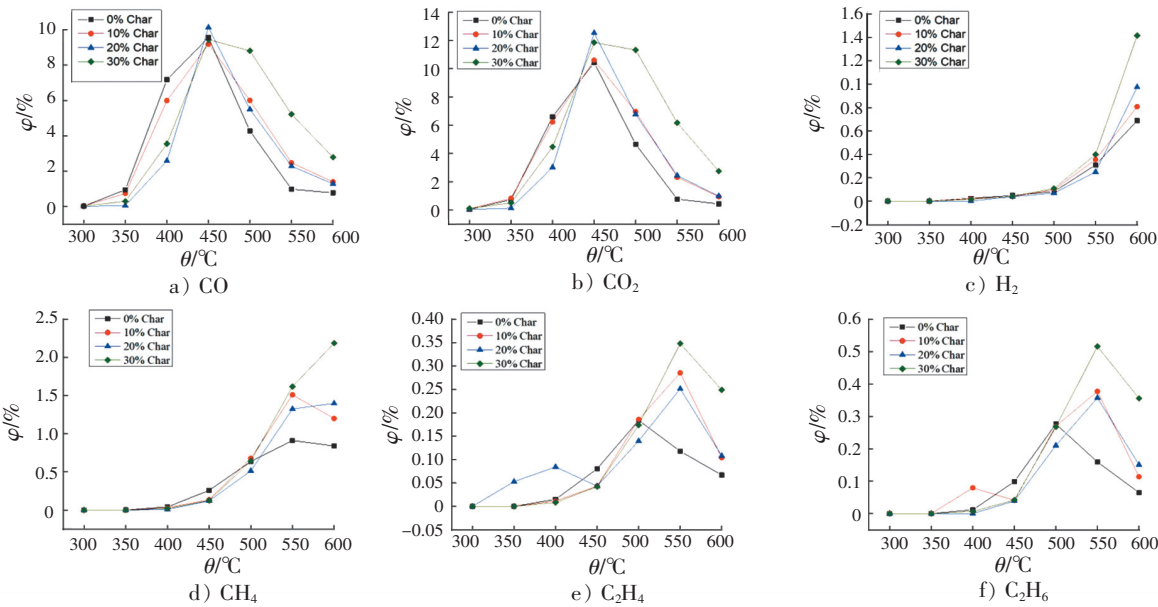 0% Char
10% Char
20% Char
30% Char
10
8
6
4
2
0
φ/%
300 350 400 450 500 550 600
θ/℃
a) CO
0% Char
10% Char
20% Char
30% Char
14
12
10
8
6
4
2
0
φ/%
300 350 400 450 500 550 600
θ/℃
b) CO₂
0% Char
10% Char
20% Char
30% Char
1.6
1.4
1.2
1.0
0.8
0.6
0.4
0.2
0
−0.2
φ/%
300 350 400 450 500 550 600
θ/℃
c) H₂
0% Char
10% Char
20% Char
30% Char
2.5
2.0
1.5
1.0
0.5
0
φ/%
300 350 400 450 500 550 600
θ/℃
d) CH₄
0% Char
10% Char
20% Char
30% Char
0.40
0.35
0.30
0.25
0.20
0.15
0.10
0.05
0
−0.05
φ/%
300 350 400 450 500 550 600
θ/℃
e) C₂H₄
0% Char
10% Char
20% Char
30% Char
0.6
0.5
0.4
0.3
0.2
0.1
0
φ/%
300 350 400 450 500 550 600
θ/℃
f) C₂H₆